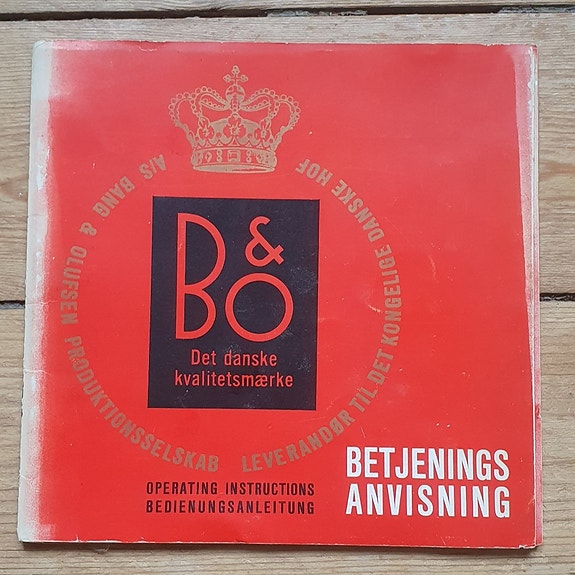 A/S BANG & OLUFSEN PRODUKTIONSSELSKAB LEVERANDØR TIL DET KONGELIGE DANSKE HOF
B&O
Det danske
kvalitetsmærke
BETJENINGS
ANVISNING
OPERATING INSTRUCTIONS
BEDIENUNGSANLEITUNG